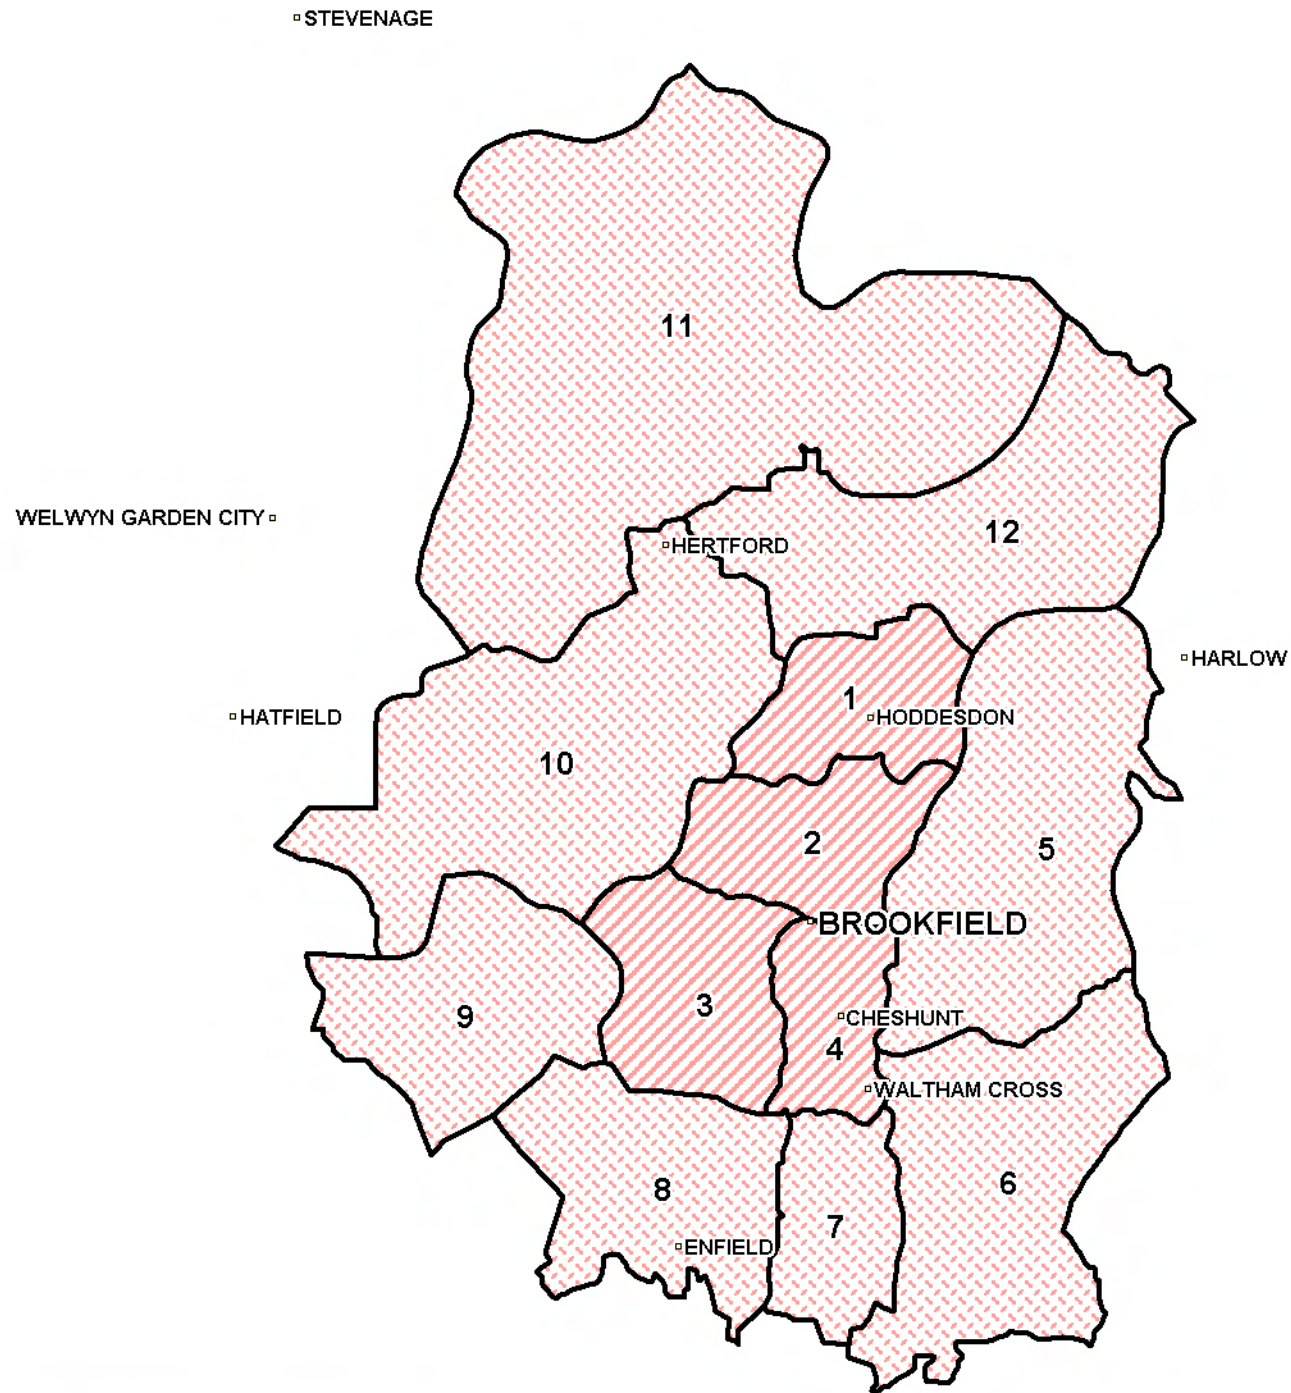 STEVENAGE
11
WELWYN GARDEN CITY
12
HERTFORD
HARLOW
1
HATFIELD
HODDESDON
10
2
5
BROOKFIELD
3
9
CHESHUNT
4
WALTHAM CROSS
6
8
7
ENFIELD